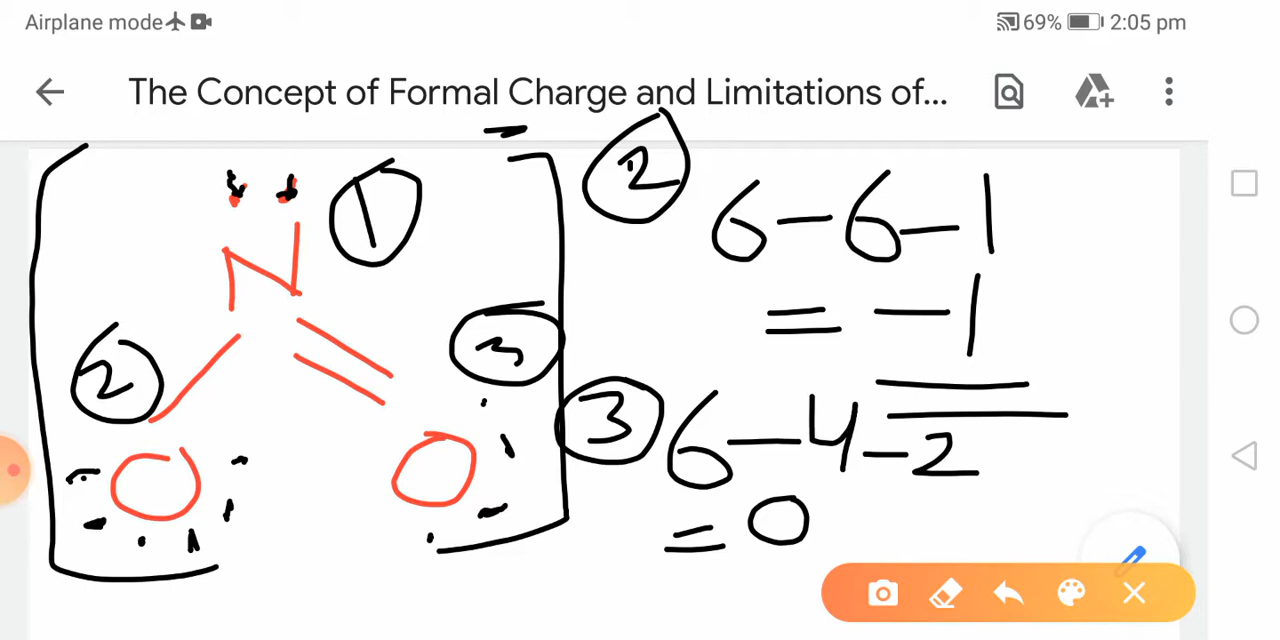 Airplane mode 69% 2:05 pm
The Concept of Formal Charge and Limitations of...
N 1
2
3
O
O
2 6-6-1
= -1
3 6-4-2
= 0